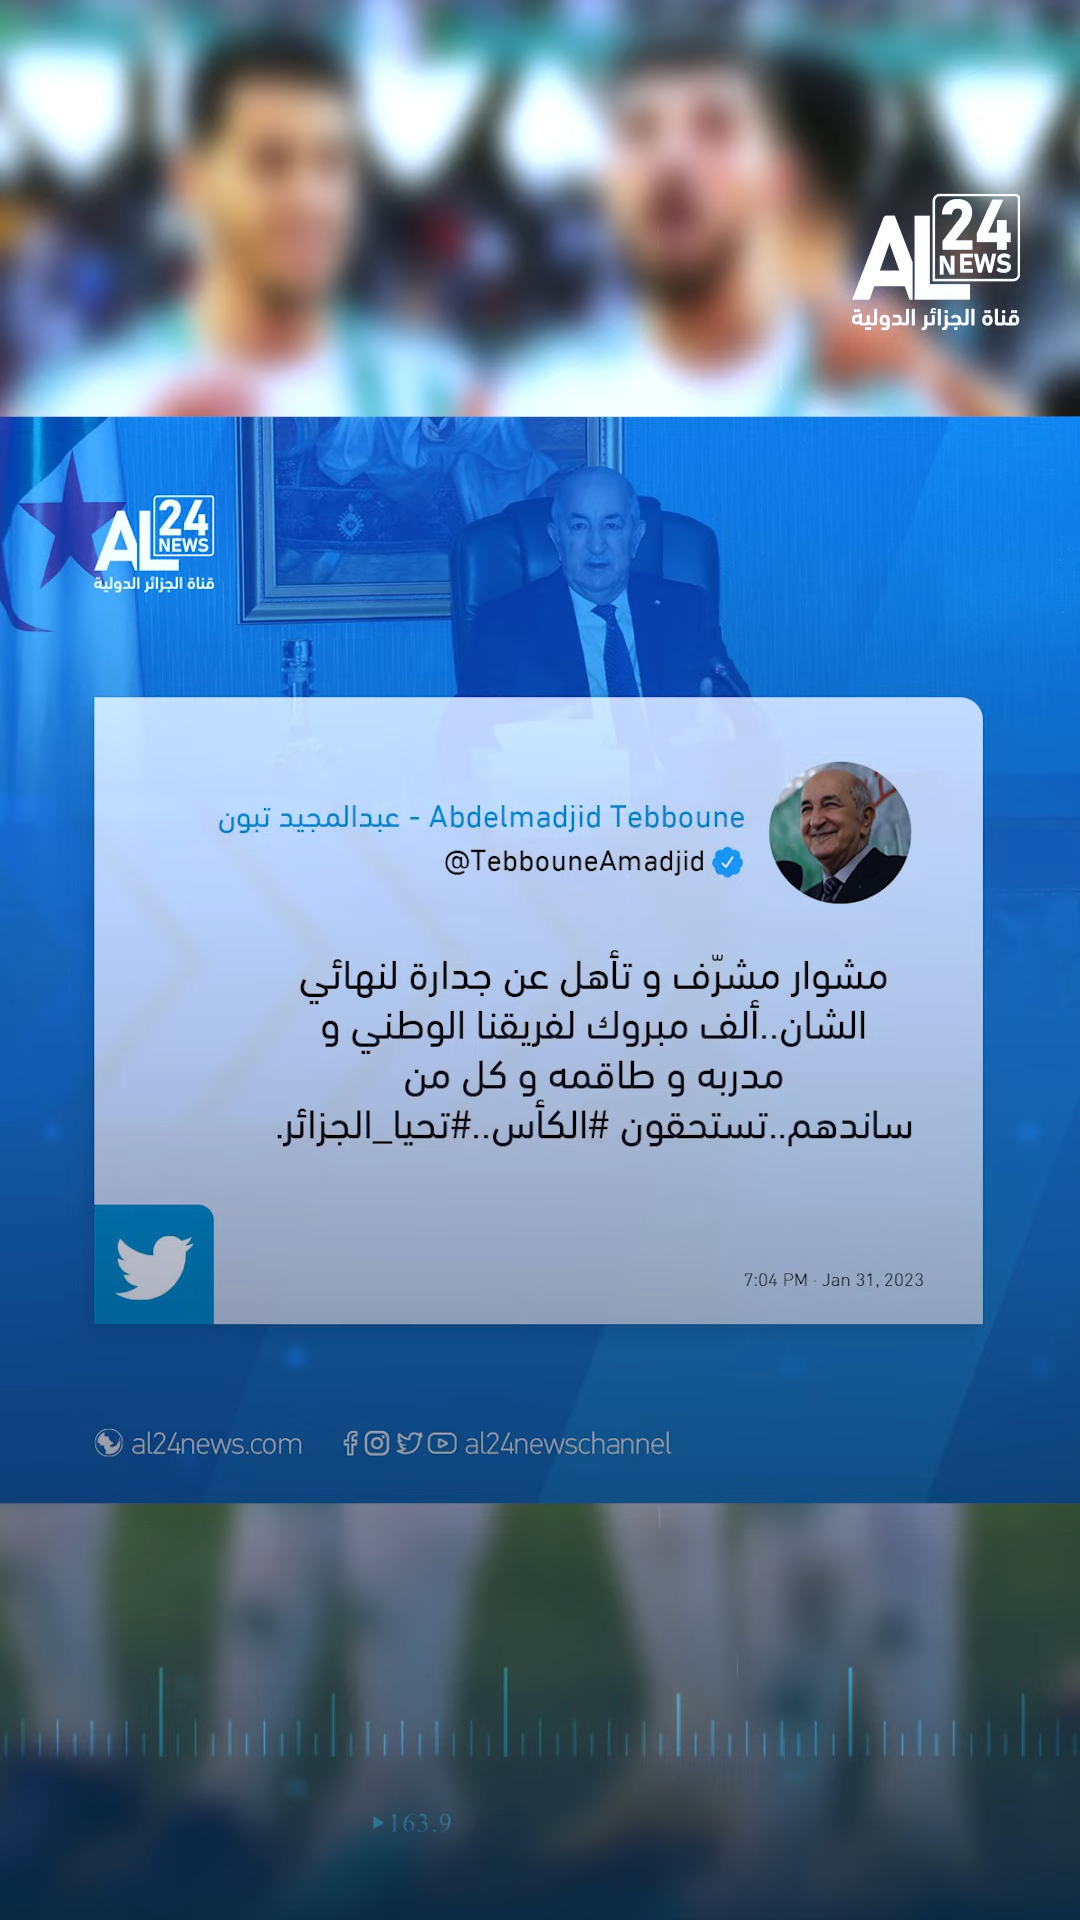 AL 24 NEWS
قناة الجزائر الدولية
AL 24 NEWS
قناة الجزائر الدولية
Abdelmadjid Tebboune - عبدالمجيد تبون
@TebbouneAmadjid
مشوار مشرّف و تأهل عن جدارة لنهائي
الشان..ألف مبروك لفريقنا الوطني و
مدربه و طاقمه و كل من
ساندهم..تستحقون #الكأس..#تحيا_الجزائر.
7:04 PM · Jan 31, 2023
al24news.com al24newschannel
163.9